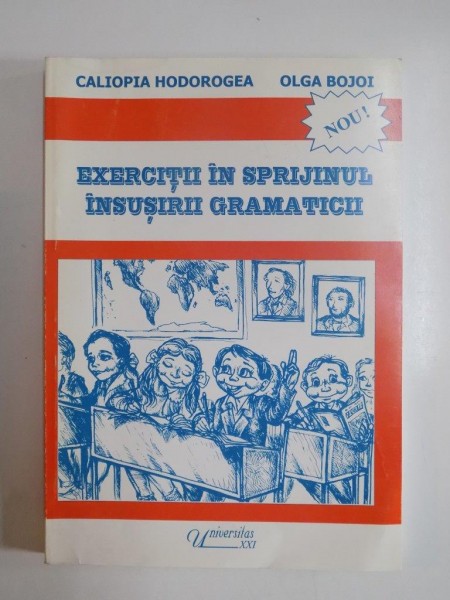 CALIOPIA HODOROGEA OLGA BOJOI
NOU!
EXERCIȚII ÎN SPRIJINUL
ÎNSUȘIRII GRAMATICII
Universitas
XXI